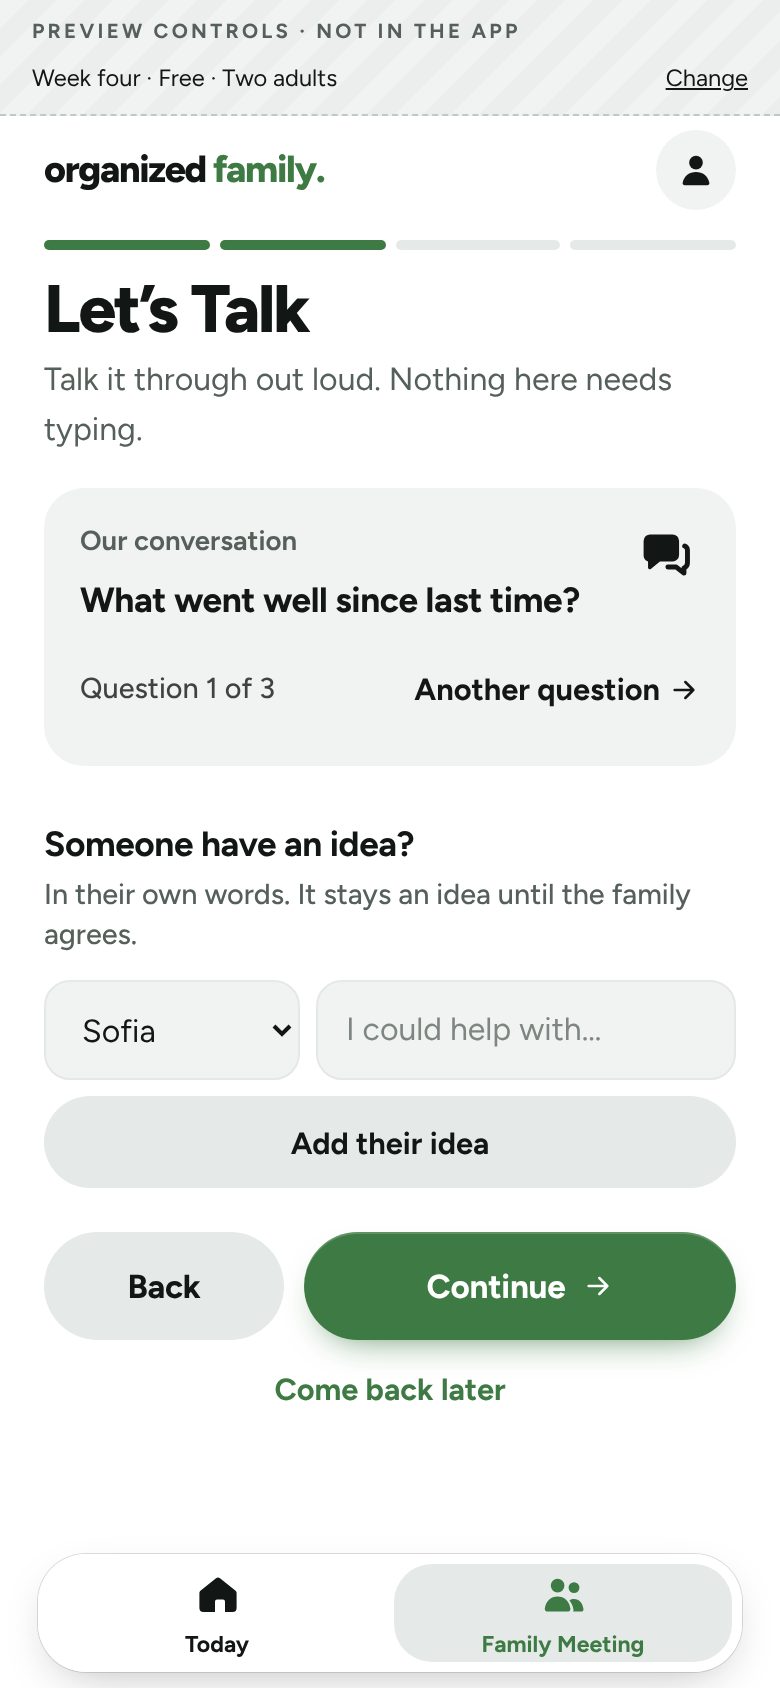 PREVIEW CONTROLS · NOT IN THE APP
Week four · Free · Two adults
Change
organized family.
Let’s Talk
Talk it through out loud. Nothing here needs
typing.
Our conversation
What went well since last time?
Question 1 of 3
Another question →
Someone have an idea?
In their own words. It stays an idea until the family
agrees.
Sofia
I could help with...
Add their idea
Back
Continue →
Come back later
Today
Family Meeting